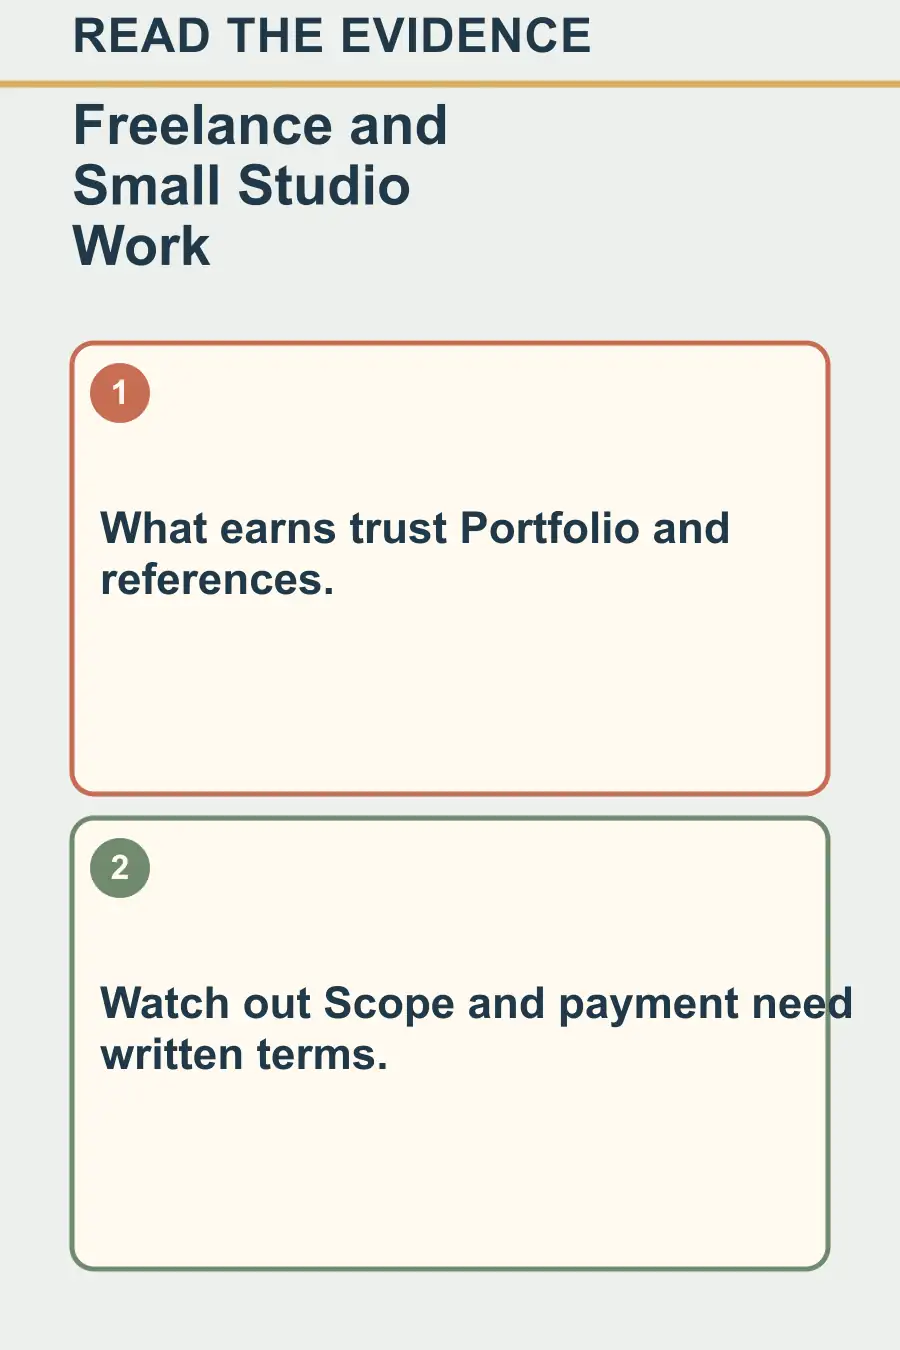 READ THE EVIDENCE
Freelance and
Small Studio
Work
1
What earns trust Portfolio and
references.
2
Watch out Scope and payment need
written terms.